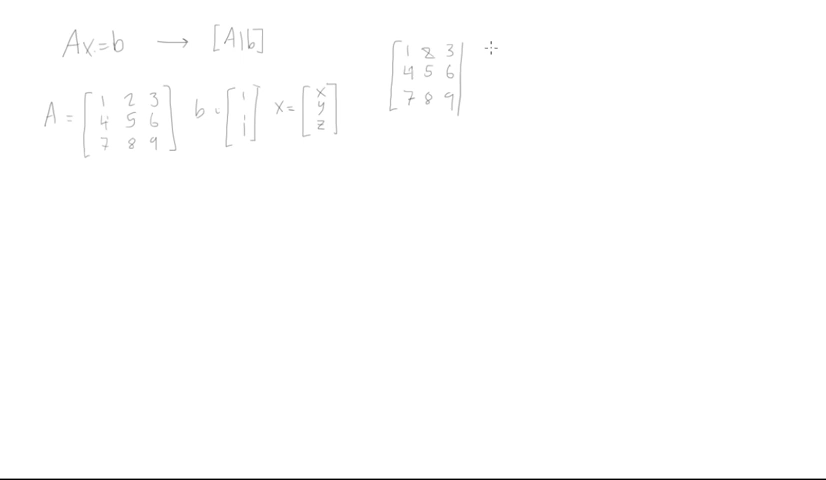 Ax=b → [A|b]
A = [1 2 3
4 5 6
7 8 9] b = [1
1
1] x = [x
y
z]
[1 2 3
4 5 6
7 8 9|